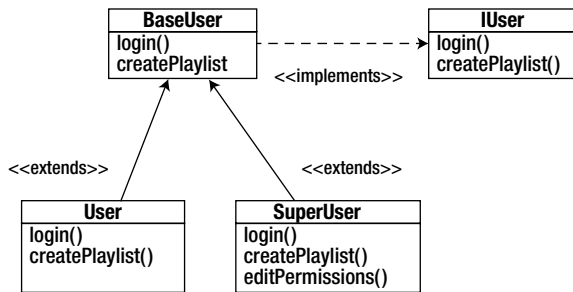 BaseUser
login()
createPlaylist
<<implements>>
IUser
login()
createPlaylist()
<<extends>>
<<extends>>
User
login()
createPlaylist()
SuperUser
login()
createPlaylist()
editPermissions()